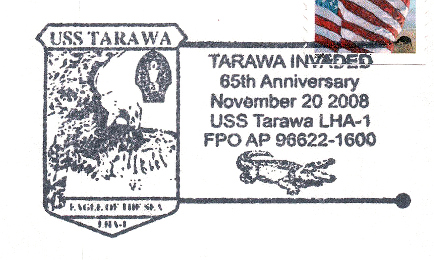 USS TARAWA
EAGLE OF THE SEA
LHA-1
TARAWA INVADED
65th Anniversary
November 20 2008
USS Tarawa LHA-1
FPO AP 96622-1600